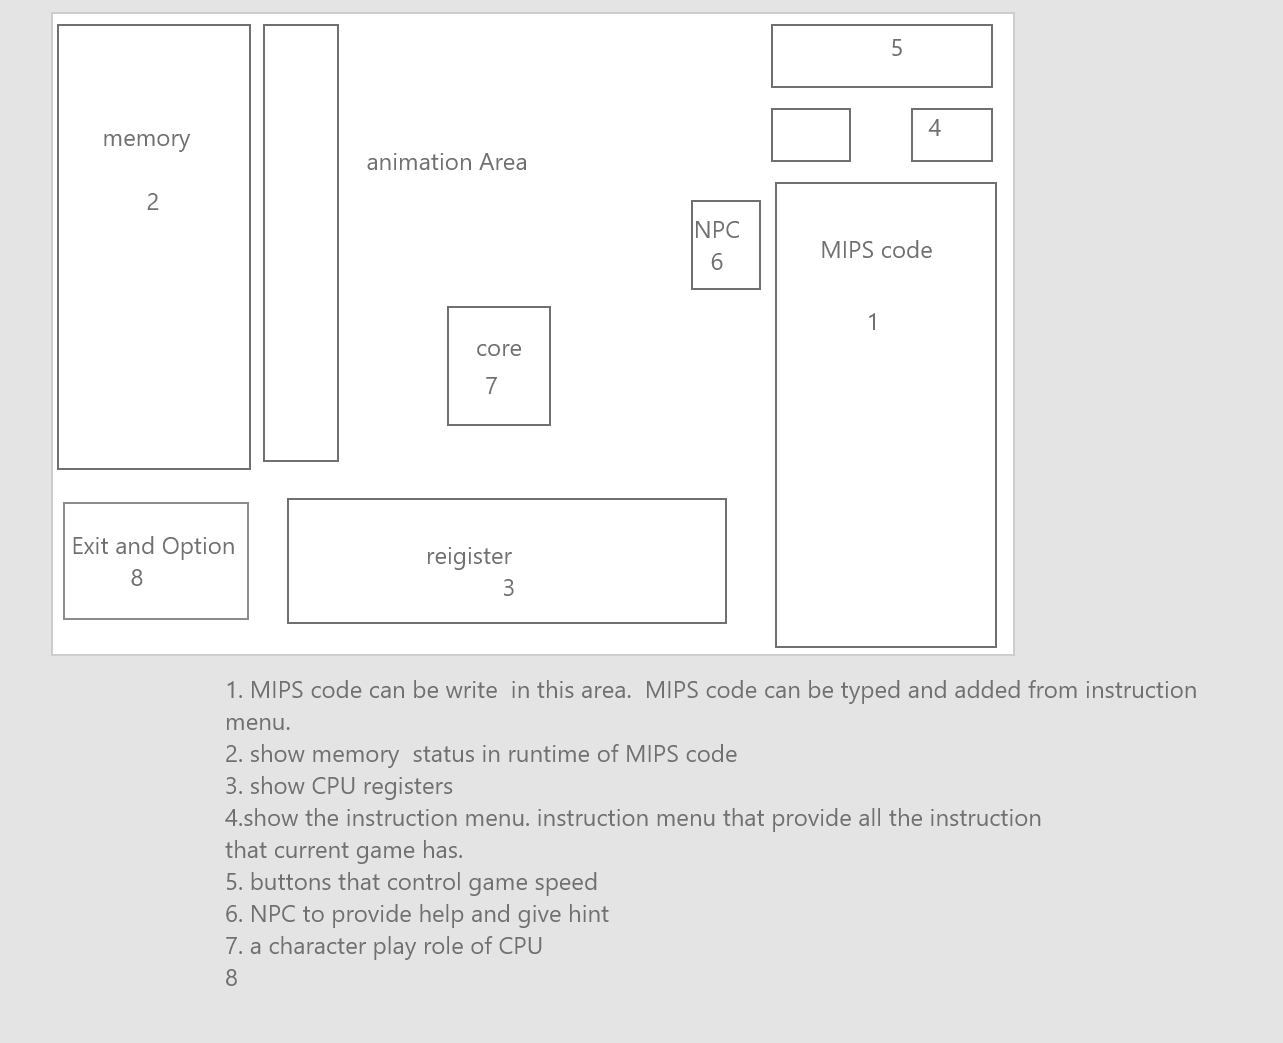 5
memory
4
animation Area
2
NPC
6
MIPS code
1
core
7
Exit and Option
8
reigister
3
1. MIPS code can be write  in this area.  MIPS code can be typed and added from instruction
menu.
2. show memory  status in runtime of MIPS code
3. show CPU registers
4.show the instruction menu. instruction menu that provide all the instruction
that current game has.
5. buttons that control game speed
6. NPC to provide help and give hint
7. a character play role of CPU
8